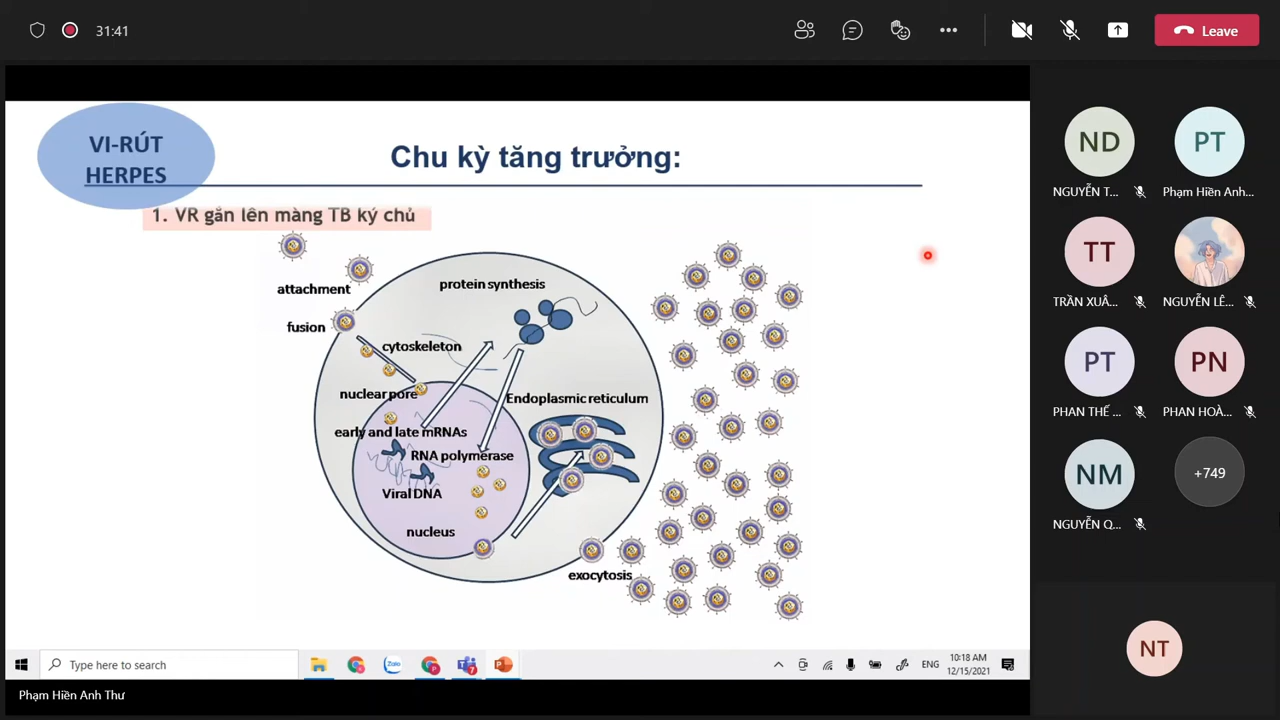 31:41
Leave
VI-RÚT
HERPES
Chu kỳ tăng trưởng:
1. VR gắn lên màng TB ký chủ
attachment
protein synthesis
fusion
cytoskeleton
nuclear pore
Endoplasmic reticulum
early and late mRNAs
RNA polymerase
Viral DNA
nucleus
exocytosis
ND
NGUYỄN T...
PT
Phạm Hiền Anh...
TT
TRẦN XUÂ...
NGUYỄN LÊ...
PT
PHAN THẾ ...
PN
PHAN HOÀ...
NM
NGUYỄN Q...
+749
NT
Type here to search
Zalo
ENG
10:18 AM
12/15/2021
Phạm Hiền Anh Thư